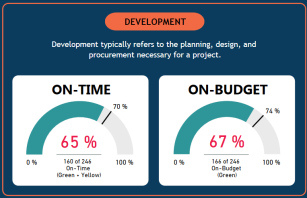 DEVELOPMENT
Development typically refers to the planning, design, and
procurement necessary for a project.
ON-TIME
70 %
65 %
0 %
160 of 246
100 %
On-Time
(Green + Yellow)
ON-BUDGET
74 %
67 %
0 %
166 of 246
100 %
On-Budget
(Green)